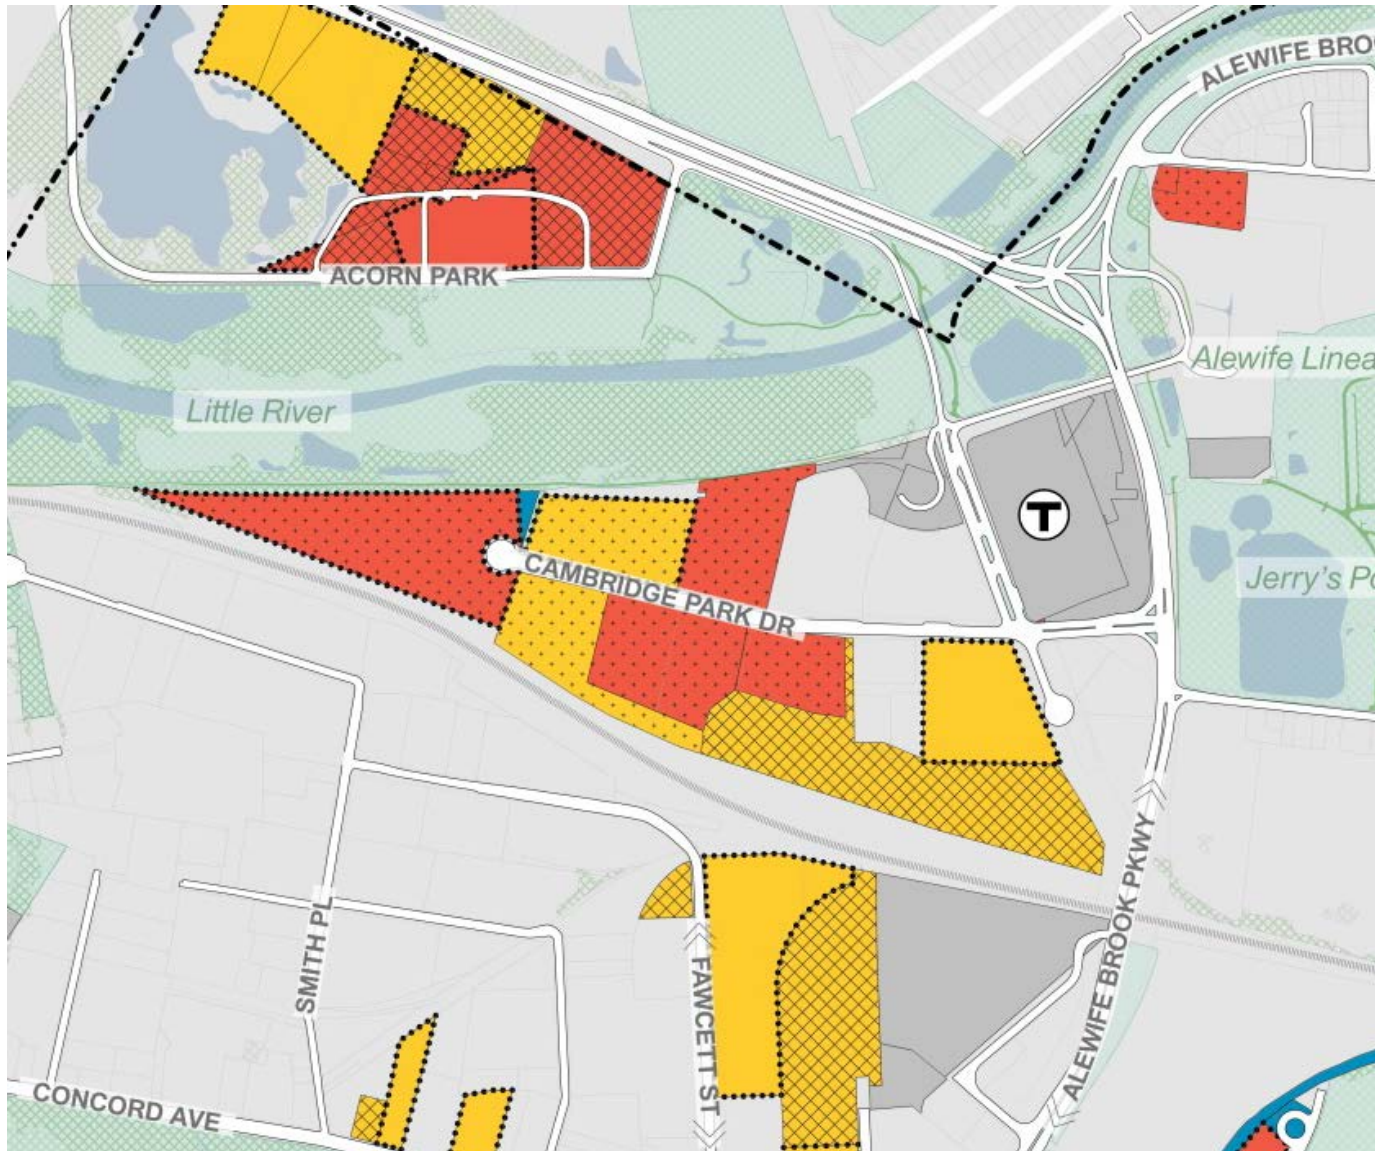 ALEWIFE BRO
ACORN PARK
Alewife Linea
Little River
T
CAMBRIDGE PARK DR
Jerry's Po
ALEWIFE BROOK PKWY
SMITH PL
FAWCETT ST
CONCORD AVE